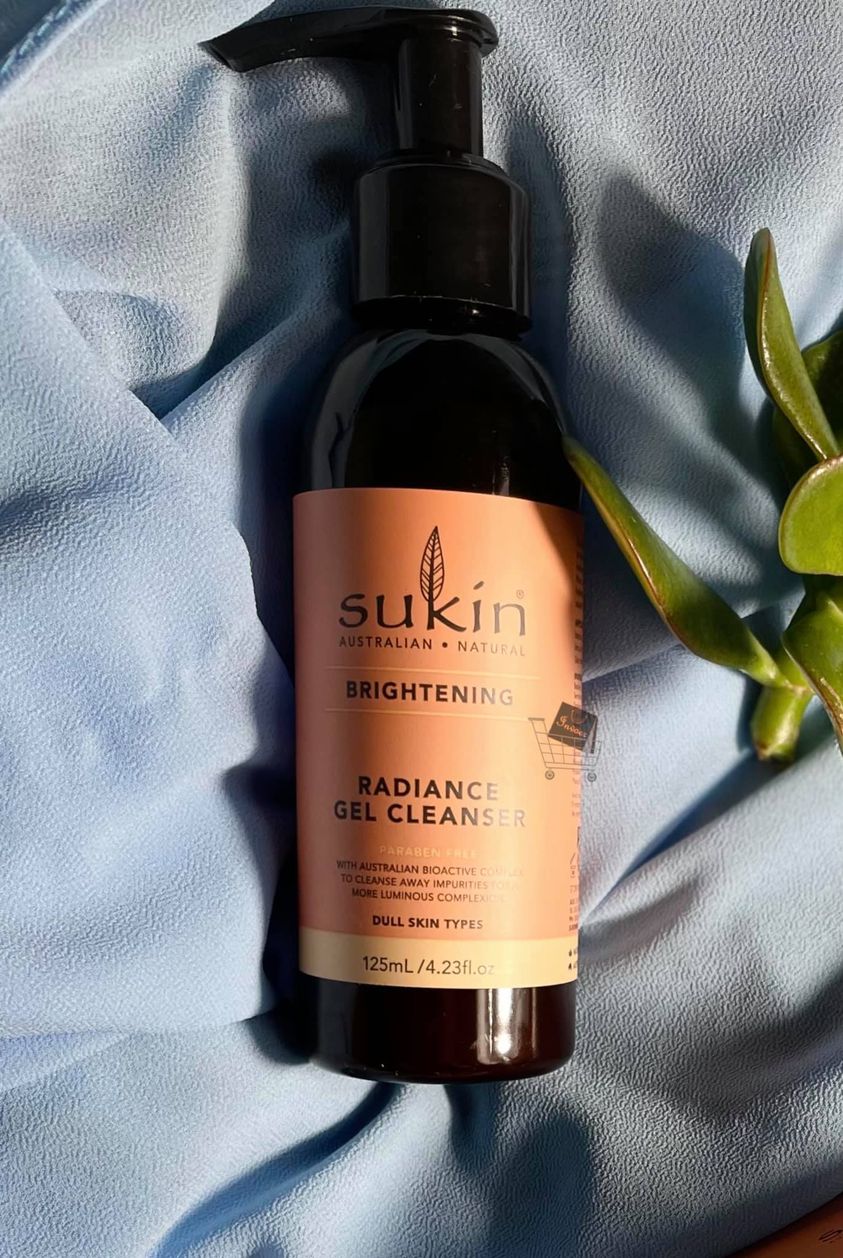 sukin®
AUSTRALIAN • NATURAL
BRIGHTENING
RADIANCE
GEL CLEANSER
PARABEN FREE
WITH AUSTRALIAN BIOACTIVE COMPLEX
TO CLEANSE AWAY IMPURITIES FOR A
MORE LUMINOUS COMPLEXION
DULL SKIN TYPES
125mL /4.23fl.oz